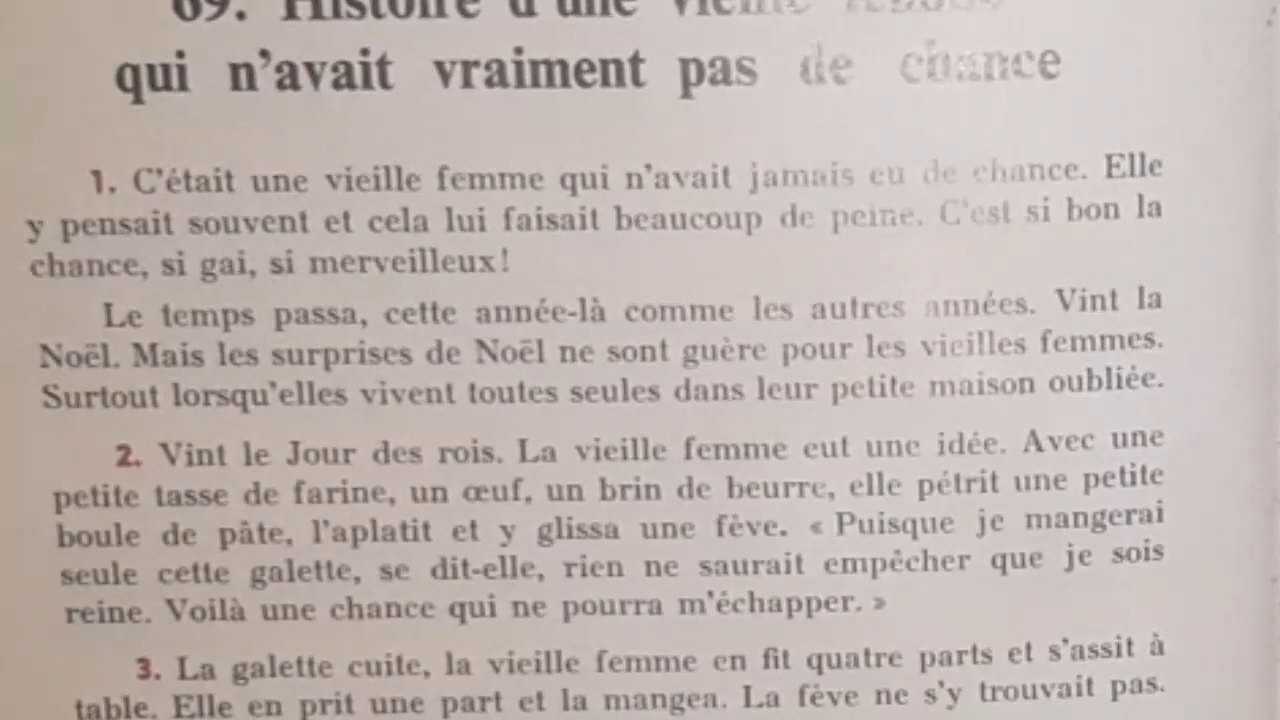 69. Histoire d'une vieille femme
qui n'avait vraiment pas de chance
1. C'était une vieille femme qui n'avait jamais eu de chance. Elle
y pensait souvent et cela lui faisait beaucoup de peine. C'est si bon la
chance, si gai, si merveilleux!
Le temps passa, cette année-là comme les autres années. Vint la
Noël. Mais les surprises de Noël ne sont guère pour les vieilles femmes.
Surtout lorsqu'elles vivent toutes seules dans leur petite maison oubliée.
2. Vint le Jour des rois. La vieille femme eut une idée. Avec une
petite tasse de farine, un œuf, un brin de beurre, elle pétrit une petite
boule de pâte, l'aplatit et y glissa une fève. « Puisque je mangerai
seule cette galette, se dit-elle, rien ne saurait empêcher que je sois
reine. Voilà une chance qui ne pourra m'échapper. »
3. La galette cuite, la vieille femme en fit quatre parts et s'assit à
table. Elle en prit une part et la mangea. La fève ne s'y trouvait pas.